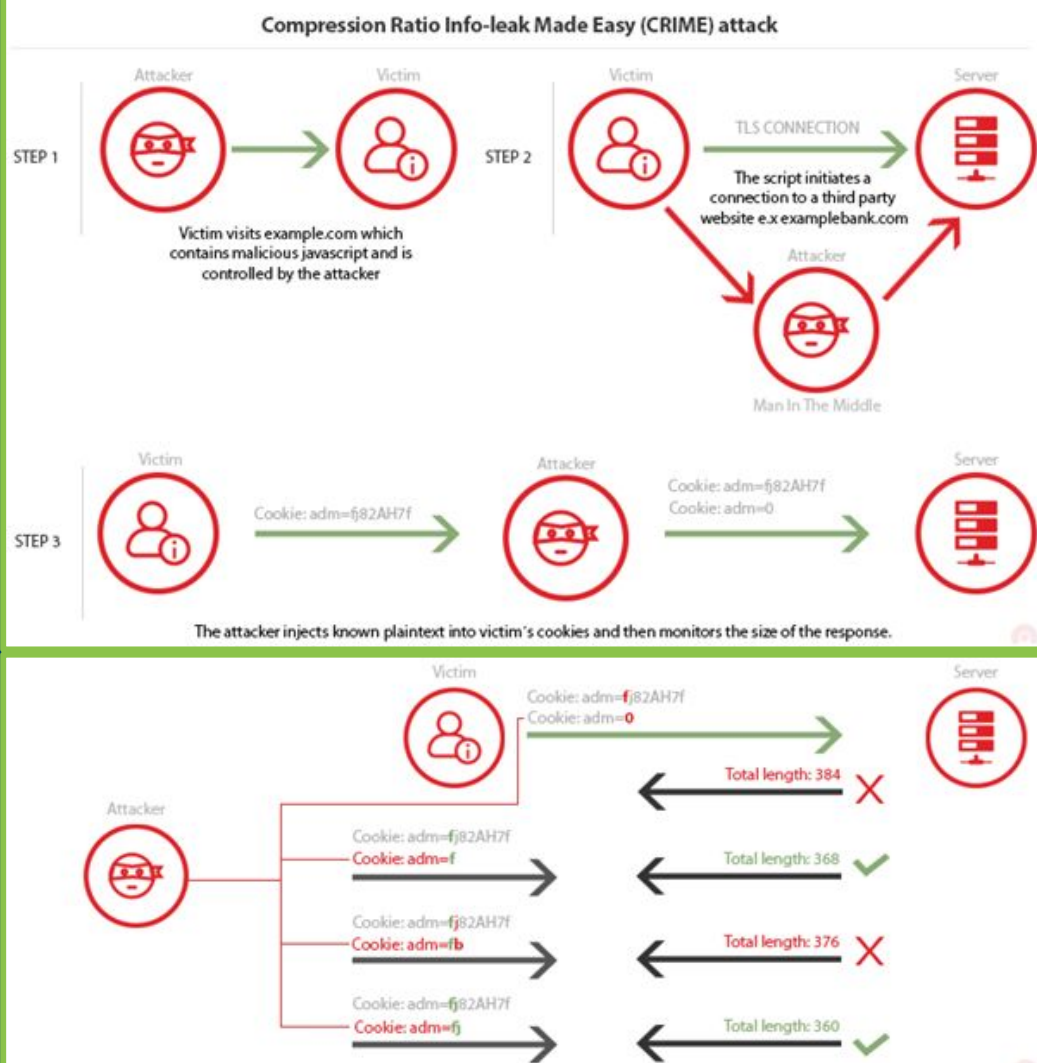 Compression Ratio Info-leak Made Easy (CRIME) attack
Attacker
Victim
STEP 1
Victim visits example.com which
contains malicious javascript and is
controlled by the attacker
Victim
Server
STEP 2
TLS CONNECTION
The script initiates a
connection to a third party
website e.x examplebank.com
Attacker
Man In The Middle
Victim
Attacker
Server
STEP 3
Cookie: adm=fj82AH7f
Cookie: adm=fj82AH7f
Cookie: adm=0
The attacker injects known plaintext into victim's cookies and then monitors the size of the response.
Victim
Server
Cookie: adm=fj82AH7f
Cookie: adm=0
Total length: 384
Attacker
Cookie: adm=fj82AH7f
Cookie: adm=f
Total length: 368
Cookie: adm=fj82AH7f
Cookie: adm=fb
Total length: 376
Cookie: adm=fj82AH7f
Cookie: adm=fj
Total length: 360